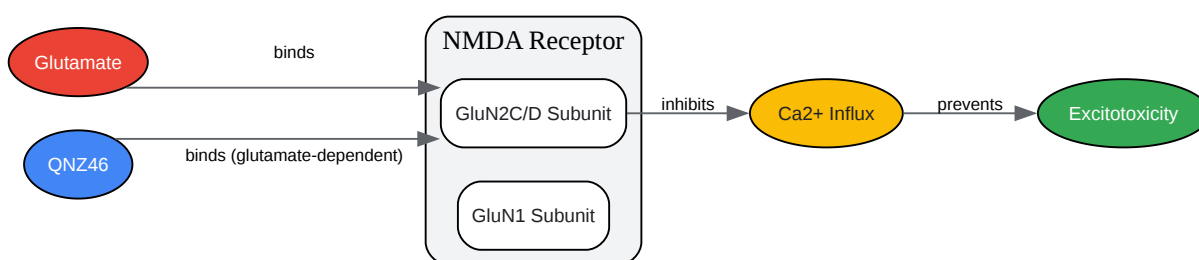 Glutamate
binds
QNZ46
binds (glutamate-dependent)
NMDA Receptor
GluN2C/D Subunit
GluN1 Subunit
inhibits
Ca2+ Influx
prevents
Excitotoxicity